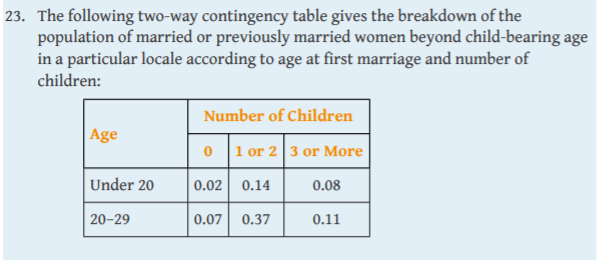 23. The following two-way contingency table gives the breakdown of the
population of married or previously married women beyond child-bearing age
in a particular locale according to age at first marriage and number of
children:
Age
Number of Children
0 1 or 2 3 or More
Under 20 0.02 0.14 0.08
20–29 0.07 0.37 0.11